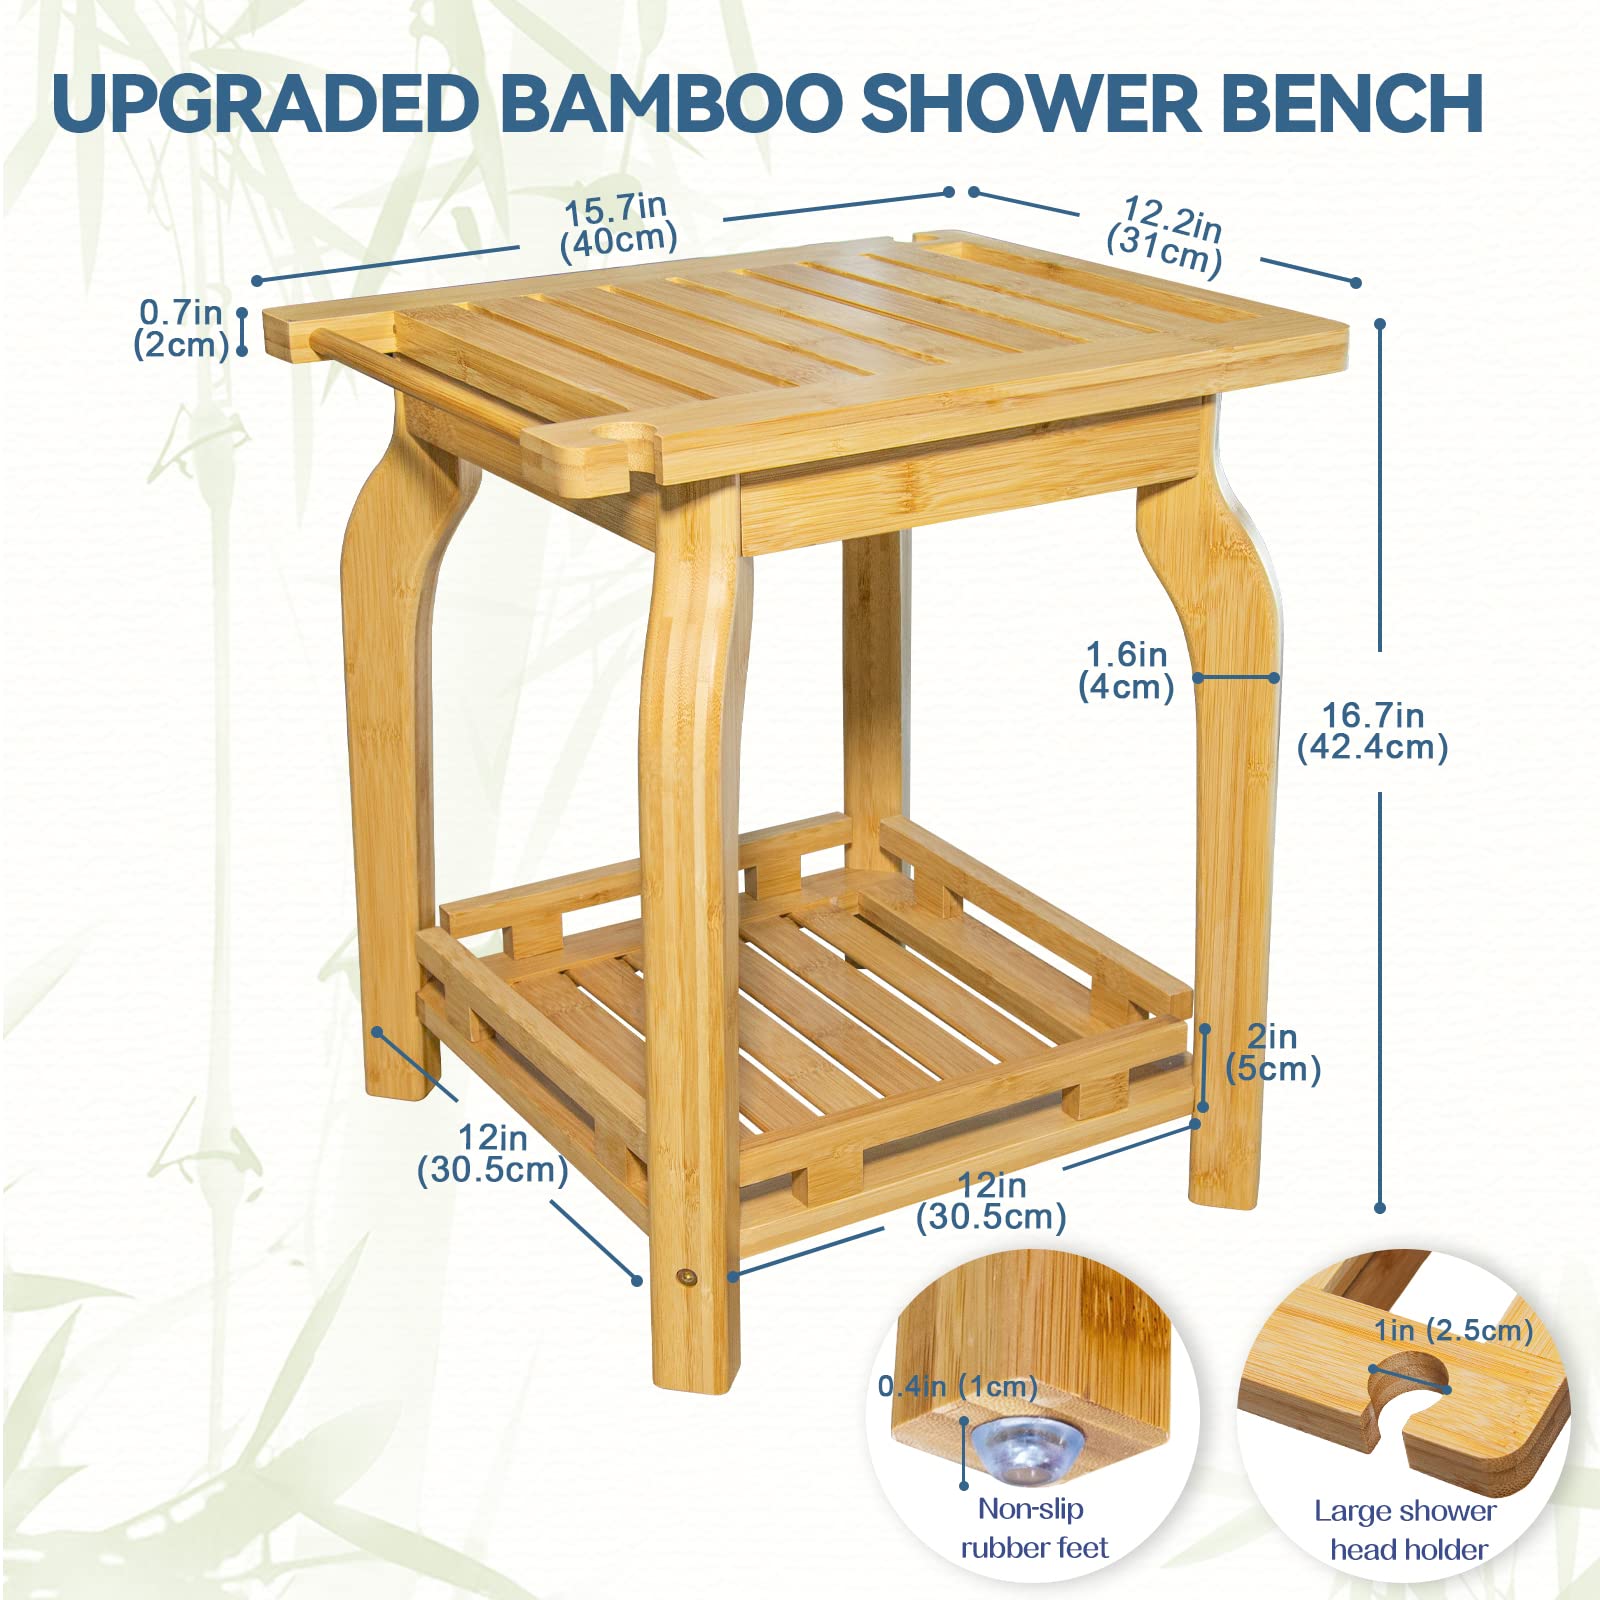 UPGRADED BAMBOO SHOWER BENCH
15.7in
(40cm)
12.2in
(31cm)
0.7in
(2cm)
1.6in
(4cm)
16.7in
(42.4cm)
2in
(5cm)
12in
(30.5cm)
12in
(30.5cm)
0.4in (1cm)
Non-slip
rubber feet
1in (2.5cm)
Large shower
head holder